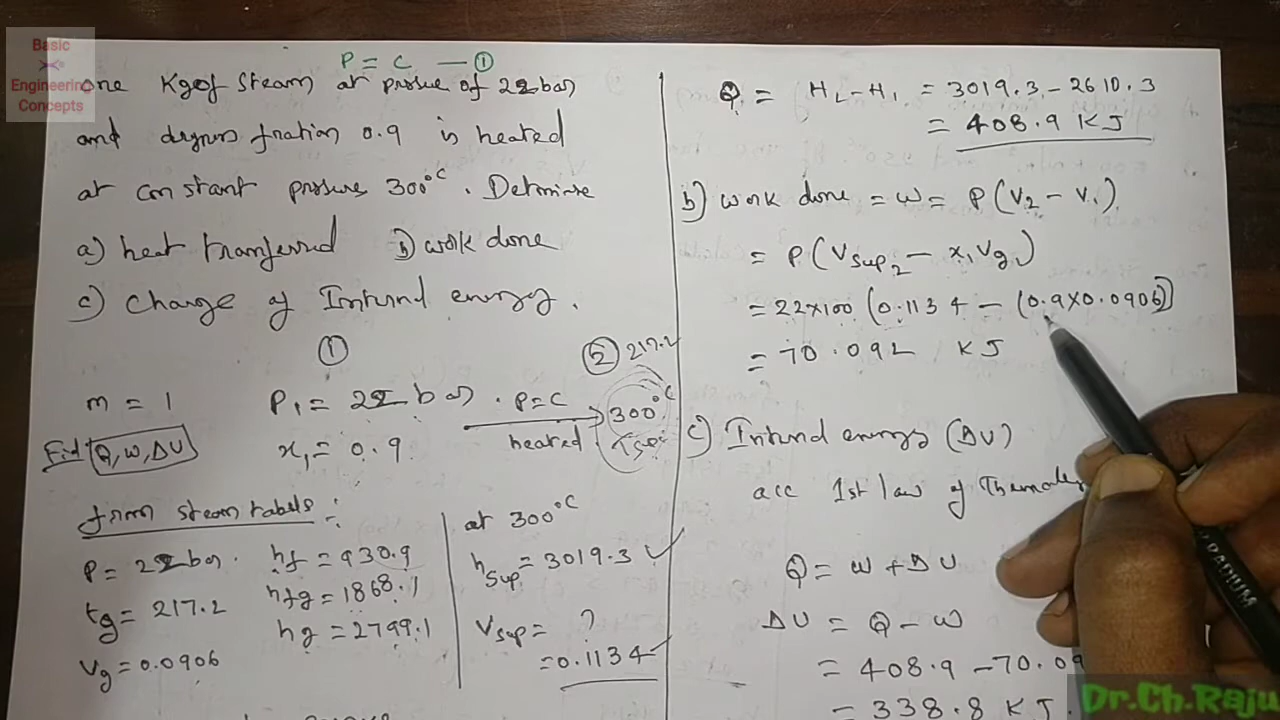 Basic
Engineering
Concepts
P = C — ①
One Kg of Steam at presue of 22 bar
and dryness fration 0.9 is heated
at constant presure 300°C. Determine
a) heat transferred b) work done
c) Change of Internal energy.
① ② 217.2
m = 1 P₁ = 22 bar. P=C 300°C
heated Tsup
Find Q, W, ΔU x₁ = 0.9
from steam tables :-
P = 22 bar. hf = 930.9
tg = 217.2 hfg = 1868.1
hg = 2799.1
Vg = 0.0906
at 300°C
hsup = 3019.3
Vsup = ?
= 0.1134
Q = H₂ - H₁ = 3019.3 - 2610.3
= 408.9 KJ
b) work done = W = P(V₂ - V₁)
= P(Vsup₂ - x₁Vg₁)
= 22×100 (0.1134 - (0.9×0.0906))
= 70.092 KJ
c) Internal energy (ΔU)
acc 1st law of
Q = W + ΔU
ΔU = Q - W
= 408.9 - 70.09
= 338.8 KJ.
Dr.Ch.Raju
PADIUM